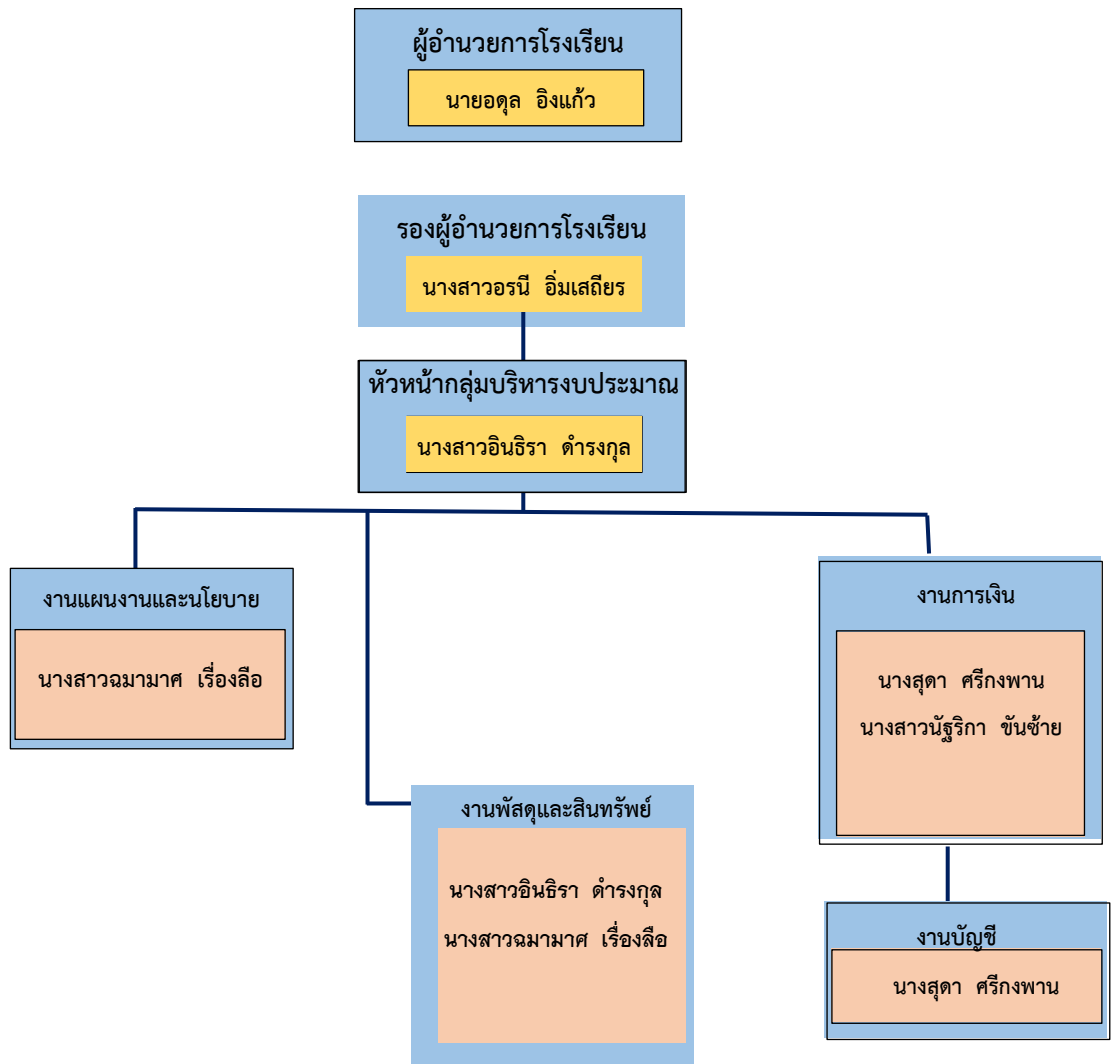 ผู้อำนวยการโรงเรียน
นายอดุล อิงแก้ว
รองผู้อำนวยการโรงเรียน
นางสาวอรนี อิ่มเสถียร
หัวหน้ากลุ่มบริหารงบประมาณ
นางสาวอินธิรา ดำรงกุล
งานแผนงานและนโยบาย
นางสาวฉมามาศ เรื่องลือ
งานการเงิน
นางสุดา ศรีกงพาน
นางสาวนัฐริกา ขันซ้าย
งานพัสดุและสินทรัพย์
นางสาวอินธิรา ดำรงกุล
นางสาวฉมามาศ เรื่องลือ
งานบัญชี
นางสุดา ศรีกงพาน